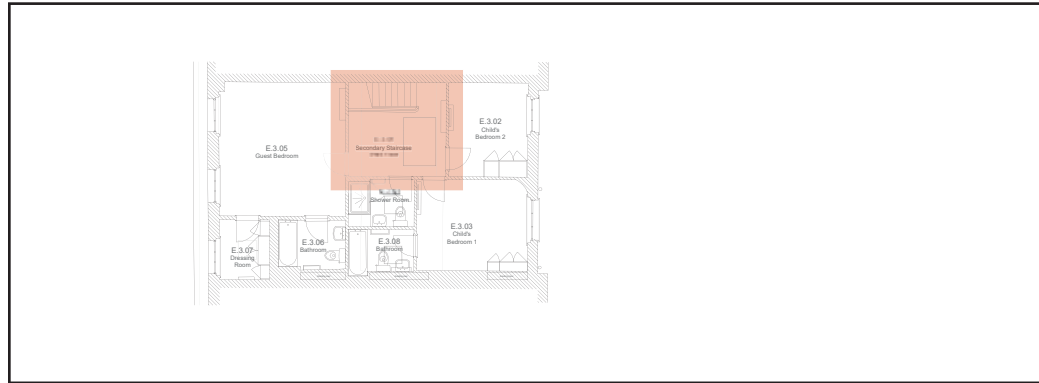 E.3.02
Child's
Bedroom 2
E.3.05
Guest Bedroom
Secondary Staircase
Shower Room
E.3.03
Child's
Bedroom 1
E.3.07
Dressing
Room
E.3.06
Bathroom
E.3.08
Bathroom